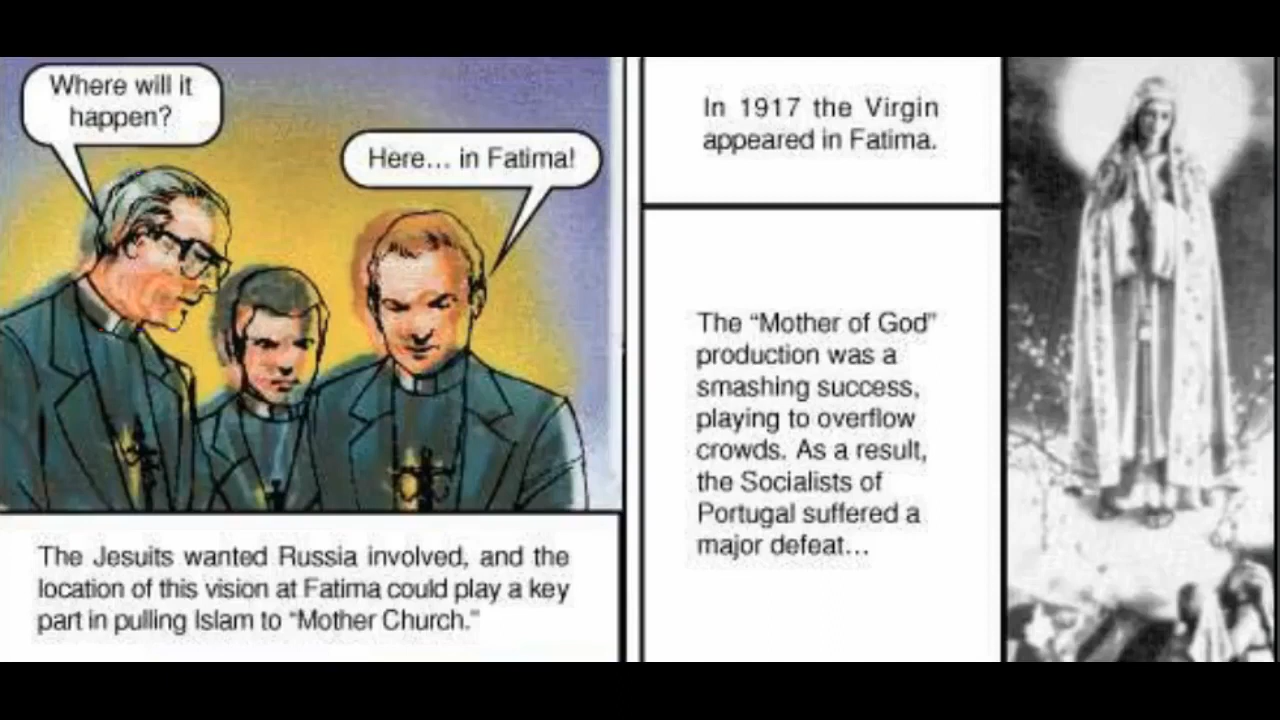 Where will it
happen?
Here... in Fatima!
The Jesuits wanted Russia involved, and the
location of this vision at Fatima could play a key
part in pulling Islam to “Mother Church.”
In 1917 the Virgin
appeared in Fatima.
The “Mother of God”
production was a
smashing success,
playing to overflow
crowds. As a result,
the Socialists of
Portugal suffered a
major defeat...